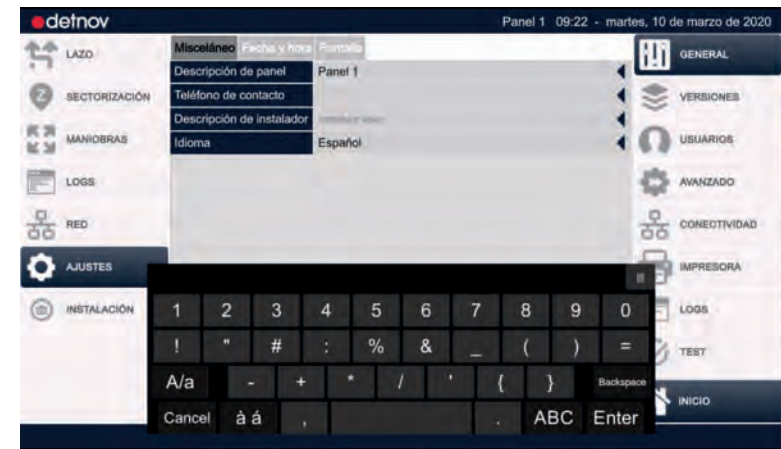 detnov Panel 1 09:22 - martes, 10 de marzo de 2020
LAZO
SECTORIZACIÓN
MANIOBRAS
LOGS
RED
AJUSTES
INSTALACIÓN
Misceláneo Fecha y hora Pantalla
Descripción de panel Panel 1
Teléfono de contacto
Descripción de instalador
Idioma Español
GENERAL
VERSIONES
USUARIOS
AVANZADO
CONECTIVIDAD
IMPRESORA
LOGS
TEST
INICIO
1 2 3 4 5 6 7 8 9 0
! " # : % & _ ( ) =
A/a - + * / ' { } Backspace
Cancel à á , . ABC Enter